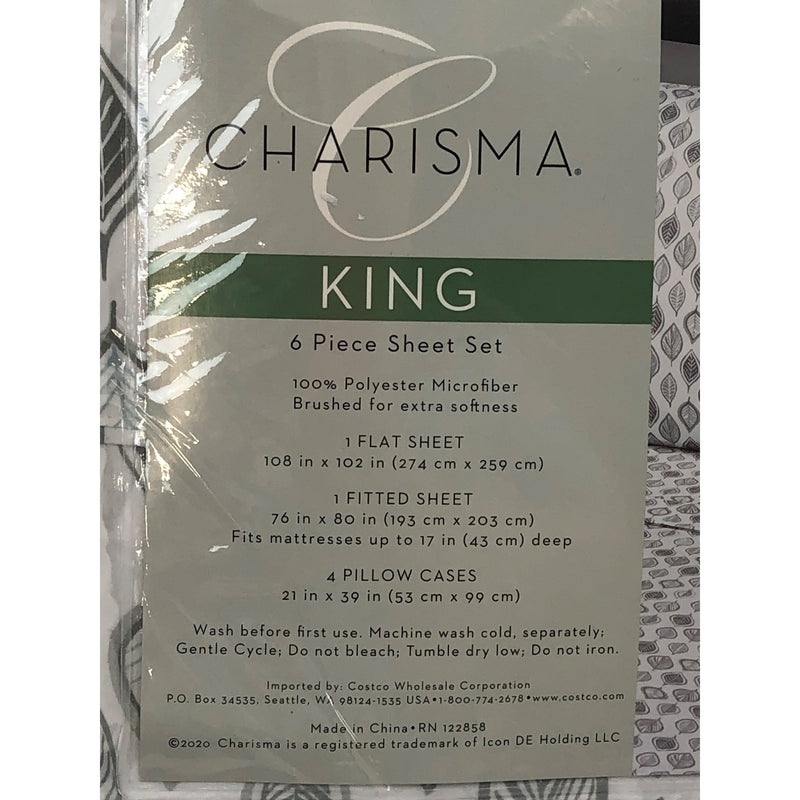 CHARISMA®
KING
6 Piece Sheet Set
100% Polyester Microfiber
Brushed for extra softness
1 FLAT SHEET
108 in x 102 in (274 cm x 259 cm)
1 FITTED SHEET
76 in x 80 in (193 cm x 203 cm)
Fits mattresses up to 17 in (43 cm) deep
4 PILLOW CASES
21 in x 39 in (53 cm x 99 cm)
Wash before first use. Machine wash cold, separately;
Gentle Cycle; Do not bleach; Tumble dry low; Do not iron.
Imported by: Costco Wholesale Corporation
P.O. Box 34535, Seattle, WA 98124-1535 USA•1-800-774-2678•www.costco.com
Made in China•RN 122858
©2020 Charisma is a registered trademark of Icon DE Holding LLC